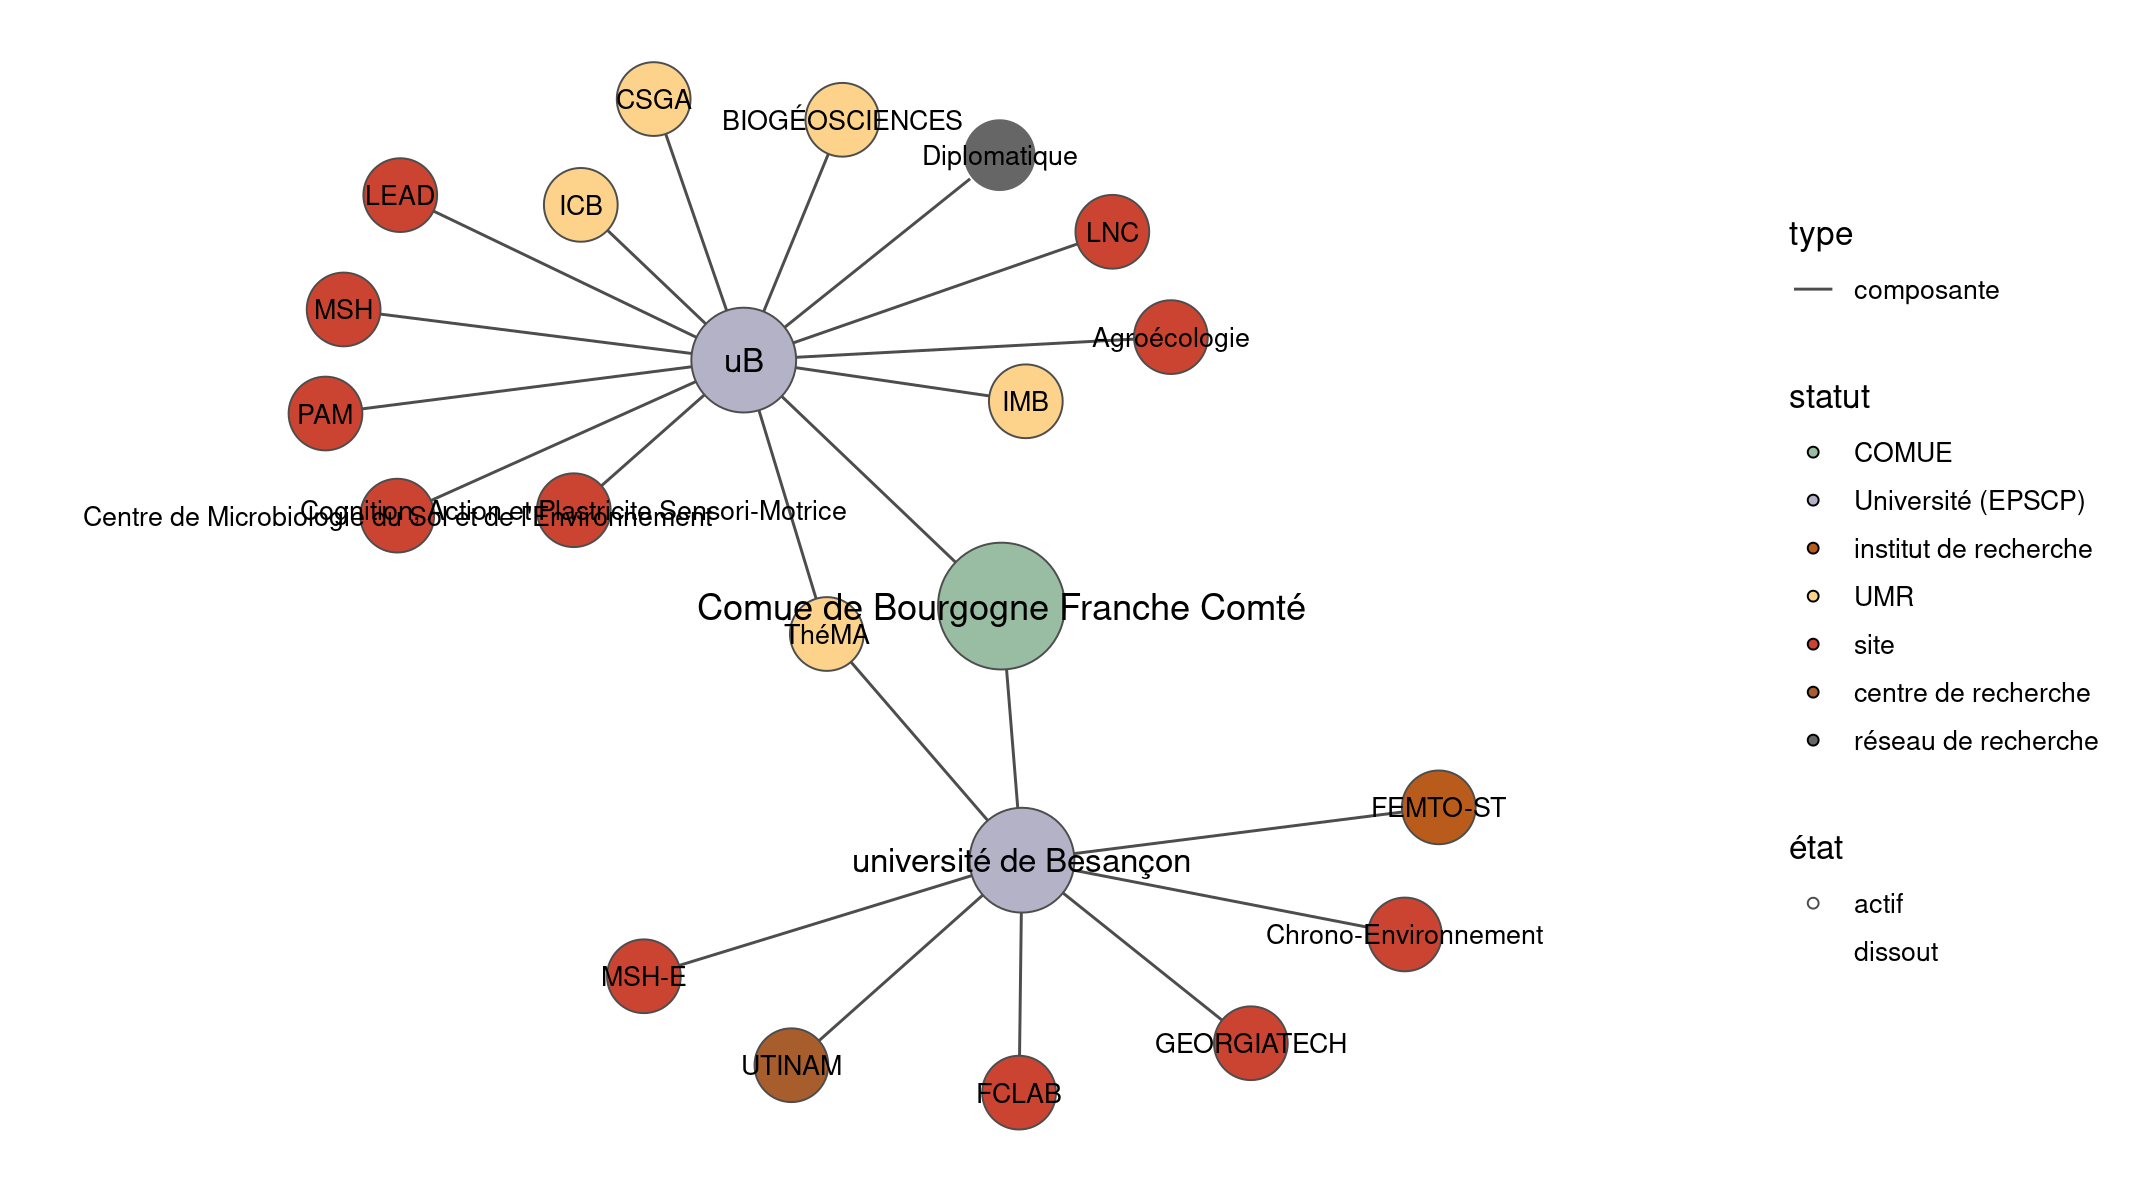 CSGA
BIOGÉOSCIENCES
Diplomatique
LEAD
ICB
LNC
MSH
Agroécologie
uB
PAM
IMB
Cognition, Action et Plastricite Sensori-Motrice
Centre de Microbiologie du Sol et de l'Environnement
Comue de Bourgogne Franche Comté
ThéMA
FEMTO-ST
université de Besançon
Chrono-Environnement
MSH-E
GEORGIATECH
UTINAM
FCLAB
type
composante
statut
COMUE
Université (EPSCP)
institut de recherche
UMR
site
centre de recherche
réseau de recherche
état
actif
dissout